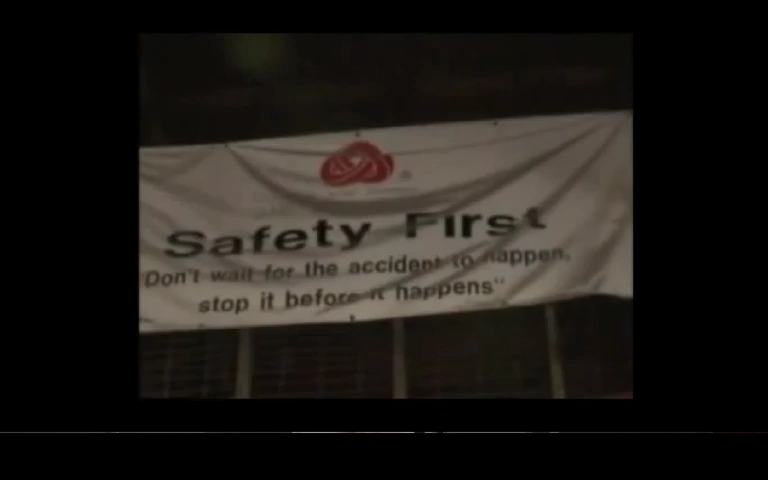 Safety First
"Don't wait for the accident to happen,
stop it before it happens"